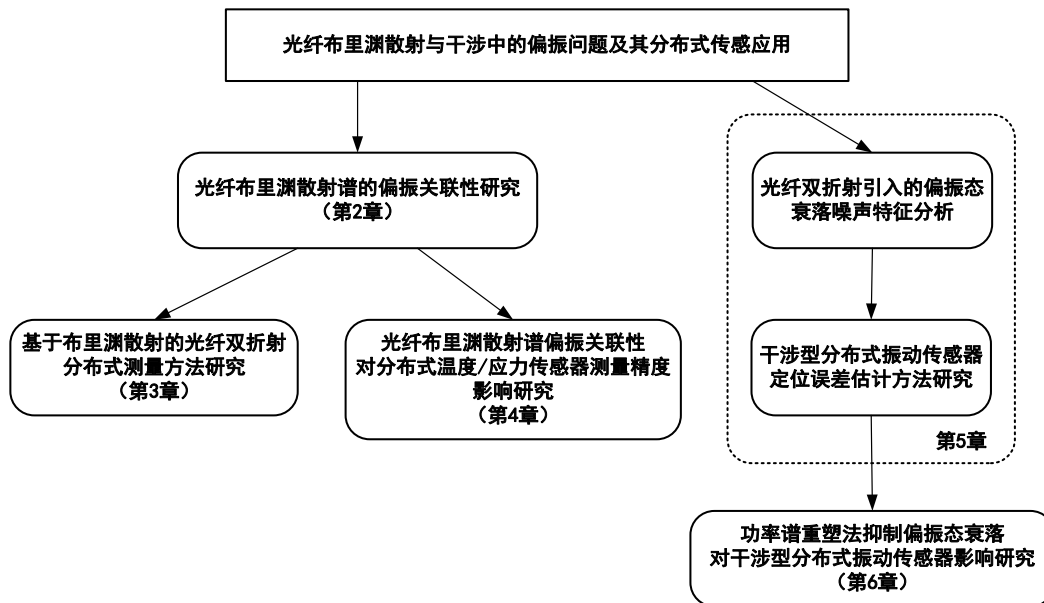 光纤布里渊散射与干涉中的偏振问题及其分布式传感应用
光纤布里渊散射谱的偏振关联性研究
（第2章）
光纤双折射引入的偏振态
衰落噪声特征分析
基于布里渊散射的光纤双折射
分布式测量方法研究
（第3章）
光纤布里渊散射谱偏振关联性
对分布式温度/应力传感器测量精度
影响研究
（第4章）
干涉型分布式振动传感器
定位误差估计方法研究
第5章
功率谱重塑法抑制偏振态衰落
对干涉型分布式振动传感器影响研究
（第6章）